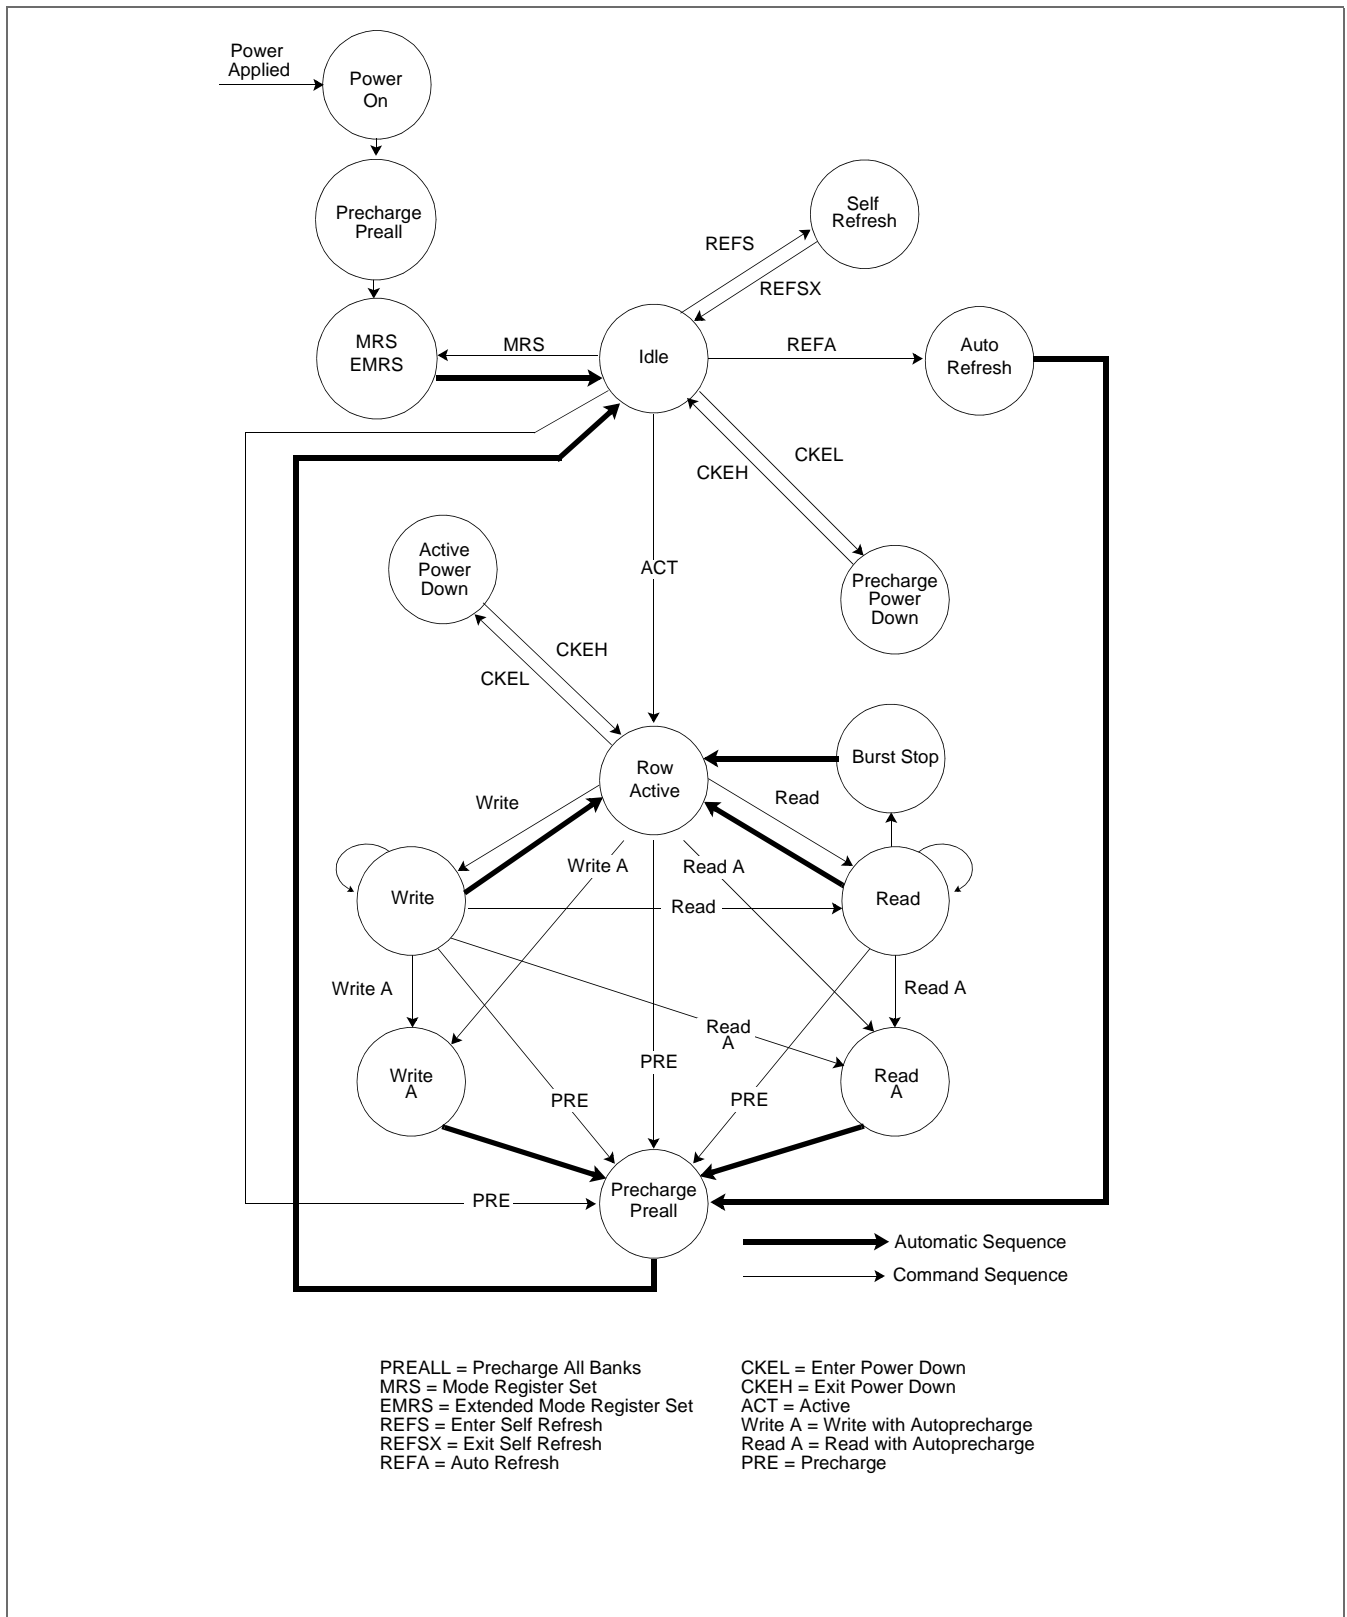 Power
Applied
Power
On
Precharge
Preall
Self
Refresh
REFS
REFSX
MRS
EMRS
MRS
Idle
REFA
Auto
Refresh
CKEL
CKEH
Active
Power
Down
ACT
Precharge
Power
Down
CKEH
CKEL
Row
Active
Burst Stop
Write
Read
Write A
Read A
Write
Read
Read
Write A
Read A
Read
A
PRE
Write
A
Read
A
PRE
PRE
Precharge
Preall
PRE
Automatic Sequence
Command Sequence
PREALL = Precharge All Banks
MRS = Mode Register Set
EMRS = Extended Mode Register Set
REFS = Enter Self Refresh
REFSX = Exit Self Refresh
REFA = Auto Refresh
CKEL = Enter Power Down
CKEH = Exit Power Down
ACT = Active
Write A = Write with Autoprecharge
Read A = Read with Autoprecharge
PRE = Precharge